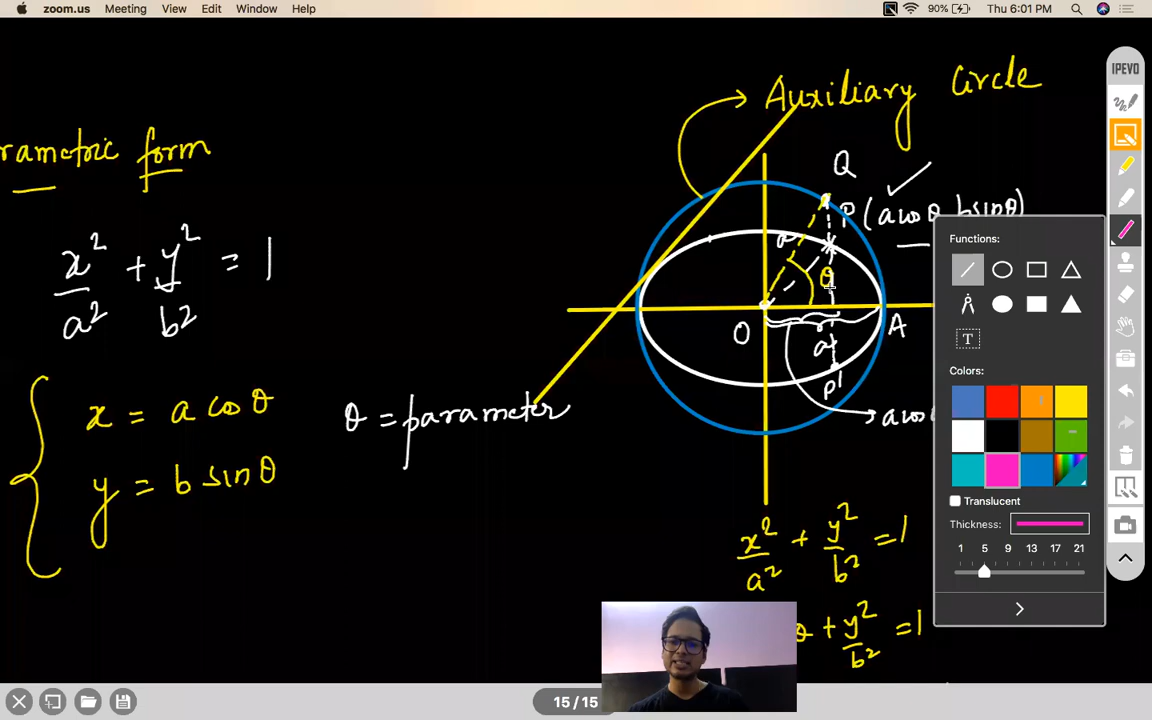 zoom.us Meeting View Edit Window Help
90% Thu 6:01 PM
IPEVO
Auxiliary Circle
rametric form
Q
P (a cos θ, b sin θ)
x²/a² + y²/b² = 1
a
θ
O
A
a
P'
a cos
x = a cos θ
y = b sin θ
θ = parameter
x²/a² + y²/b² = 1
θ + y²/b² = 1
Functions:
T
Colors:
Translucent
Thickness:
1 5 9 13 17 21
15 / 15